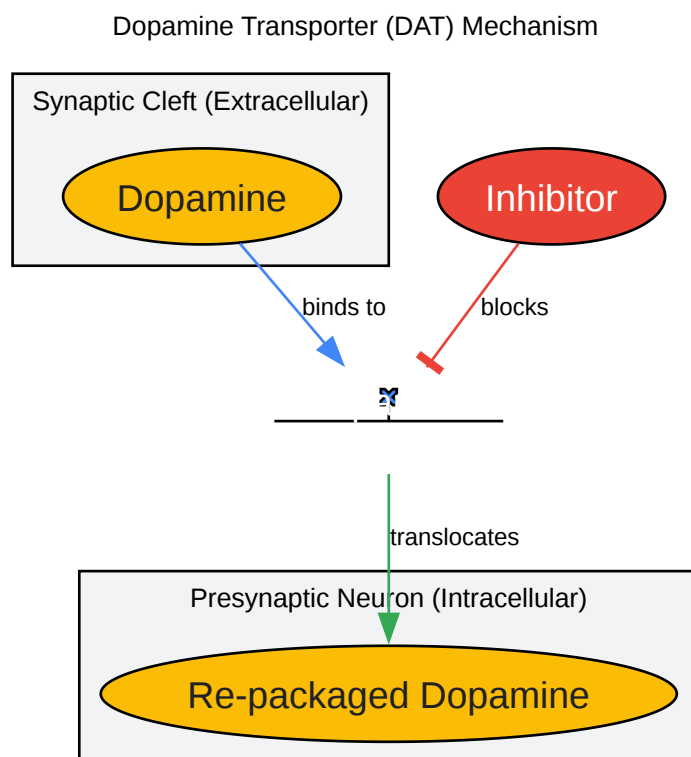 Dopamine Transporter (DAT) Mechanism
Synaptic Cleft (Extracellular)
Dopamine
Inhibitor
binds to
blocks
translocates
Presynaptic Neuron (Intracellular)
Re-packaged Dopamine